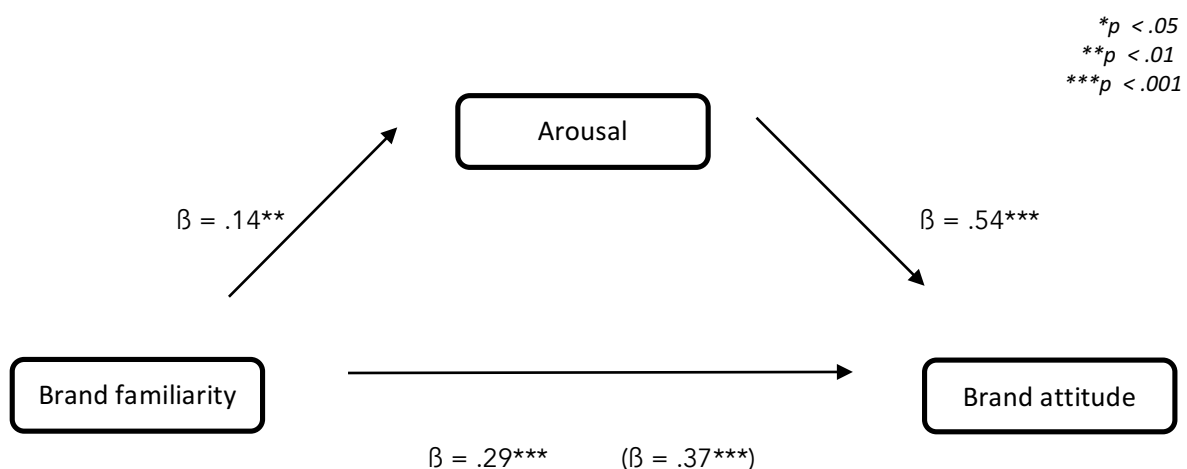 *p < .05
**p < .01
***p < .001
Arousal
ß = .14**
ß = .54***
Brand familiarity
Brand attitude
ß = .29*** (ß = .37***)